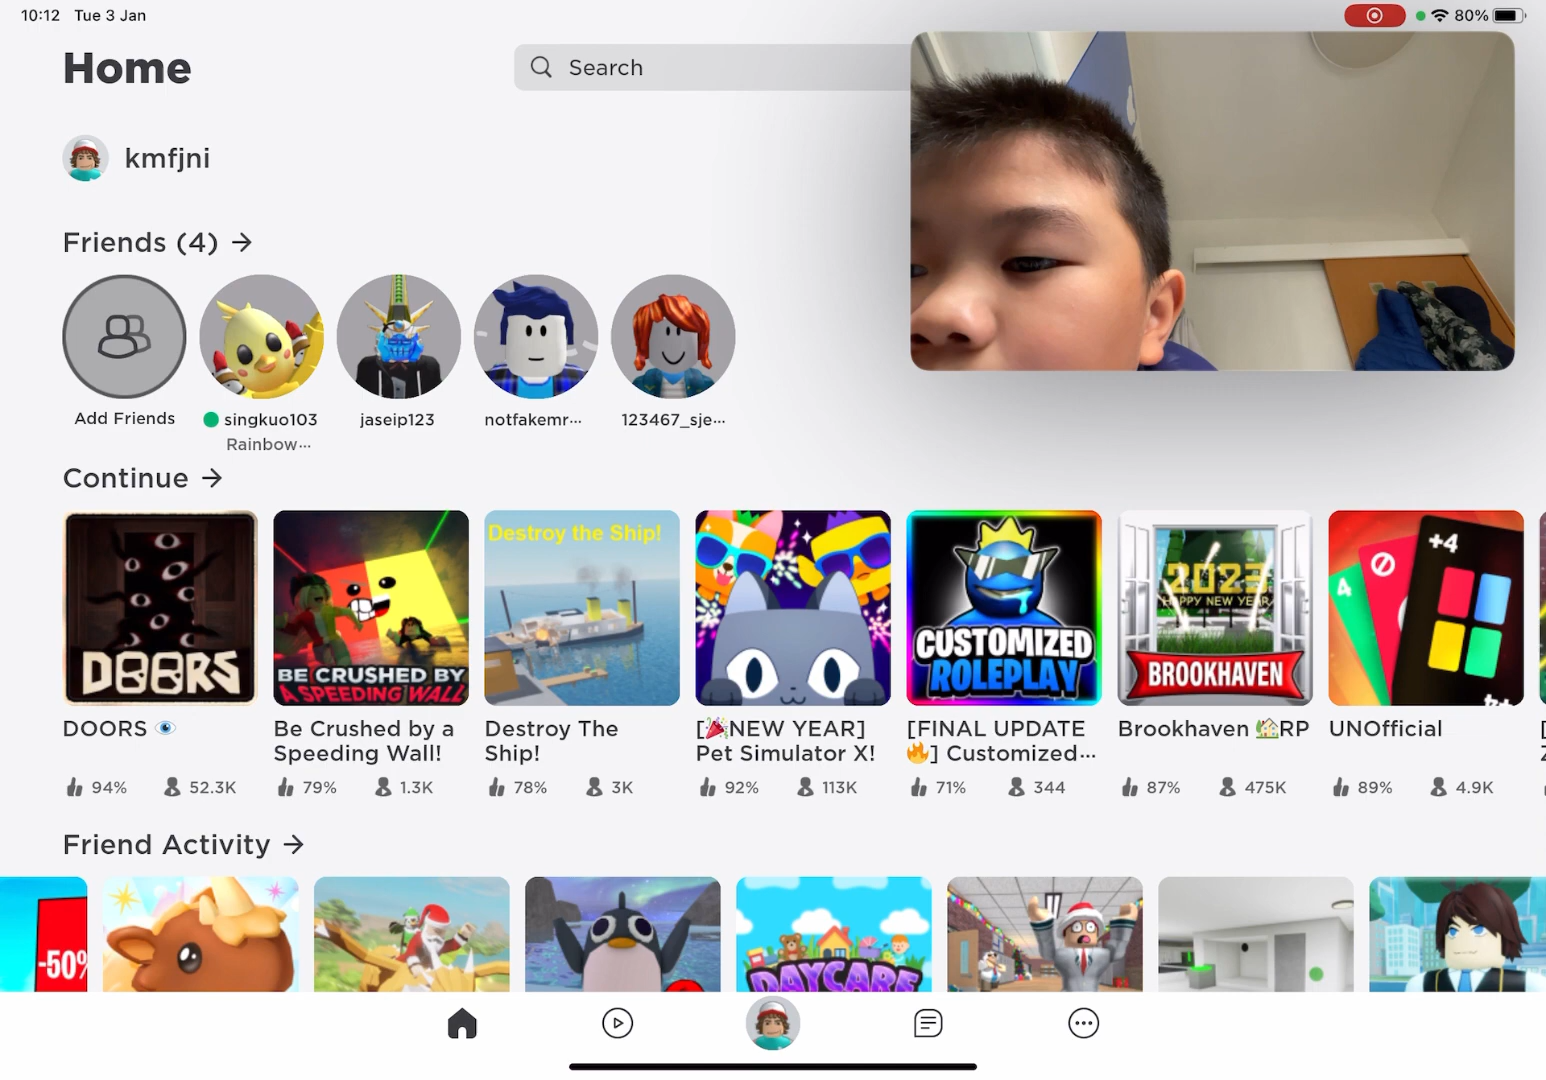 10:12 Tue 3 Jan
80%
Home
Search
kmfjni
Friends (4) →
Add Friends
singkuo103
jaseip123
notfakemr...
123467_sje...
Rainbow...
Continue →
DOORS
BE CRUSHED BY
A SPEEDING WALL
Destroy the Ship!
CUSTOMIZED
ROLEPLAY
2023
HAPPY NEW YEAR
BROOKHAVEN
+4
4
DOORS 👁️
Be Crushed by a
Speeding Wall!
Destroy The
Ship!
[🎉NEW YEAR]
Pet Simulator X!
[FINAL UPDATE
🔥] Customized...
Brookhaven 🏡RP
UNOfficial
94% 52.3K
79% 1.3K
78% 3K
92% 113K
71% 344
87% 475K
89% 4.9K
Friend Activity →
-50%
DAYCARE